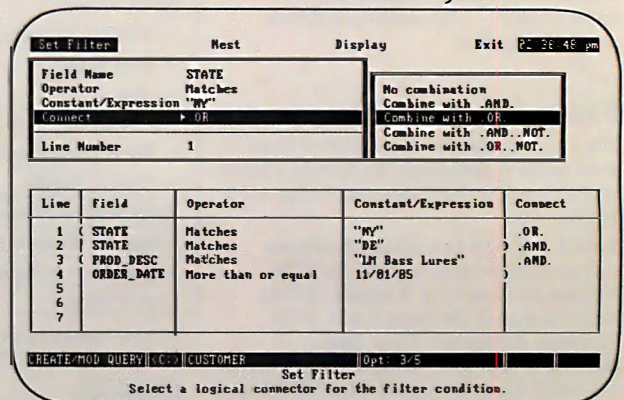 Set Filter Nest Display Exit pm
Field Name STATE
Operator Matches
Constant/Expression "NY"
Connect ▶ .OR.
Line Number 1
No combination
Combine with .AND.
Combine with .OR.
Combine with .AND..NOT.
Combine with .OR..NOT.
Line Field Operator Constant/Expression Connect
1 ( STATE Matches "NY" .OR.
2 STATE Matches "DE" ) .AND.
3 ( PROD_DESC Matches "LM Bass Lures" .AND.
4 ORDER_DATE More than or equal 11/01/85 )
5
6
7
CREATE/MOD QUERY <C:> CUSTOMER Opt: 3/5
Set Filter
Select a logical connector for the filter condition.